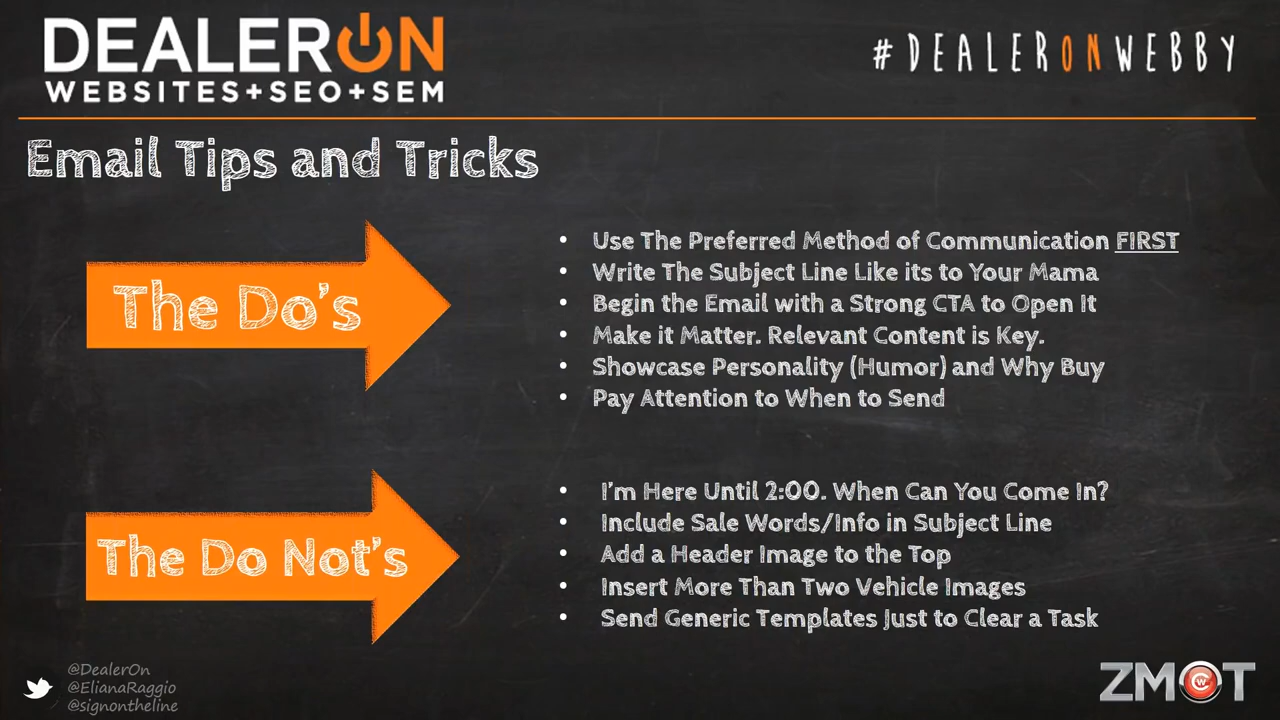 DEALERON
WEBSITES+SEO+SEM
#DEALERONWEBBY
Email Tips and Tricks
The Do's
• Use The Preferred Method of Communication FIRST
• Write The Subject Line Like its to Your Mama
• Begin the Email with a Strong CTA to Open It
• Make it Matter. Relevant Content is Key.
• Showcase Personality (Humor) and Why Buy
• Pay Attention to When to Send
The Do Not's
• I'm Here Until 2:00. When Can You Come In?
• Include Sale Words/Info in Subject Line
• Add a Header Image to the Top
• Insert More Than Two Vehicle Images
• Send Generic Templates Just to Clear a Task
@DealerOn
@ElianaRaggio
@signontheline
ZMOT